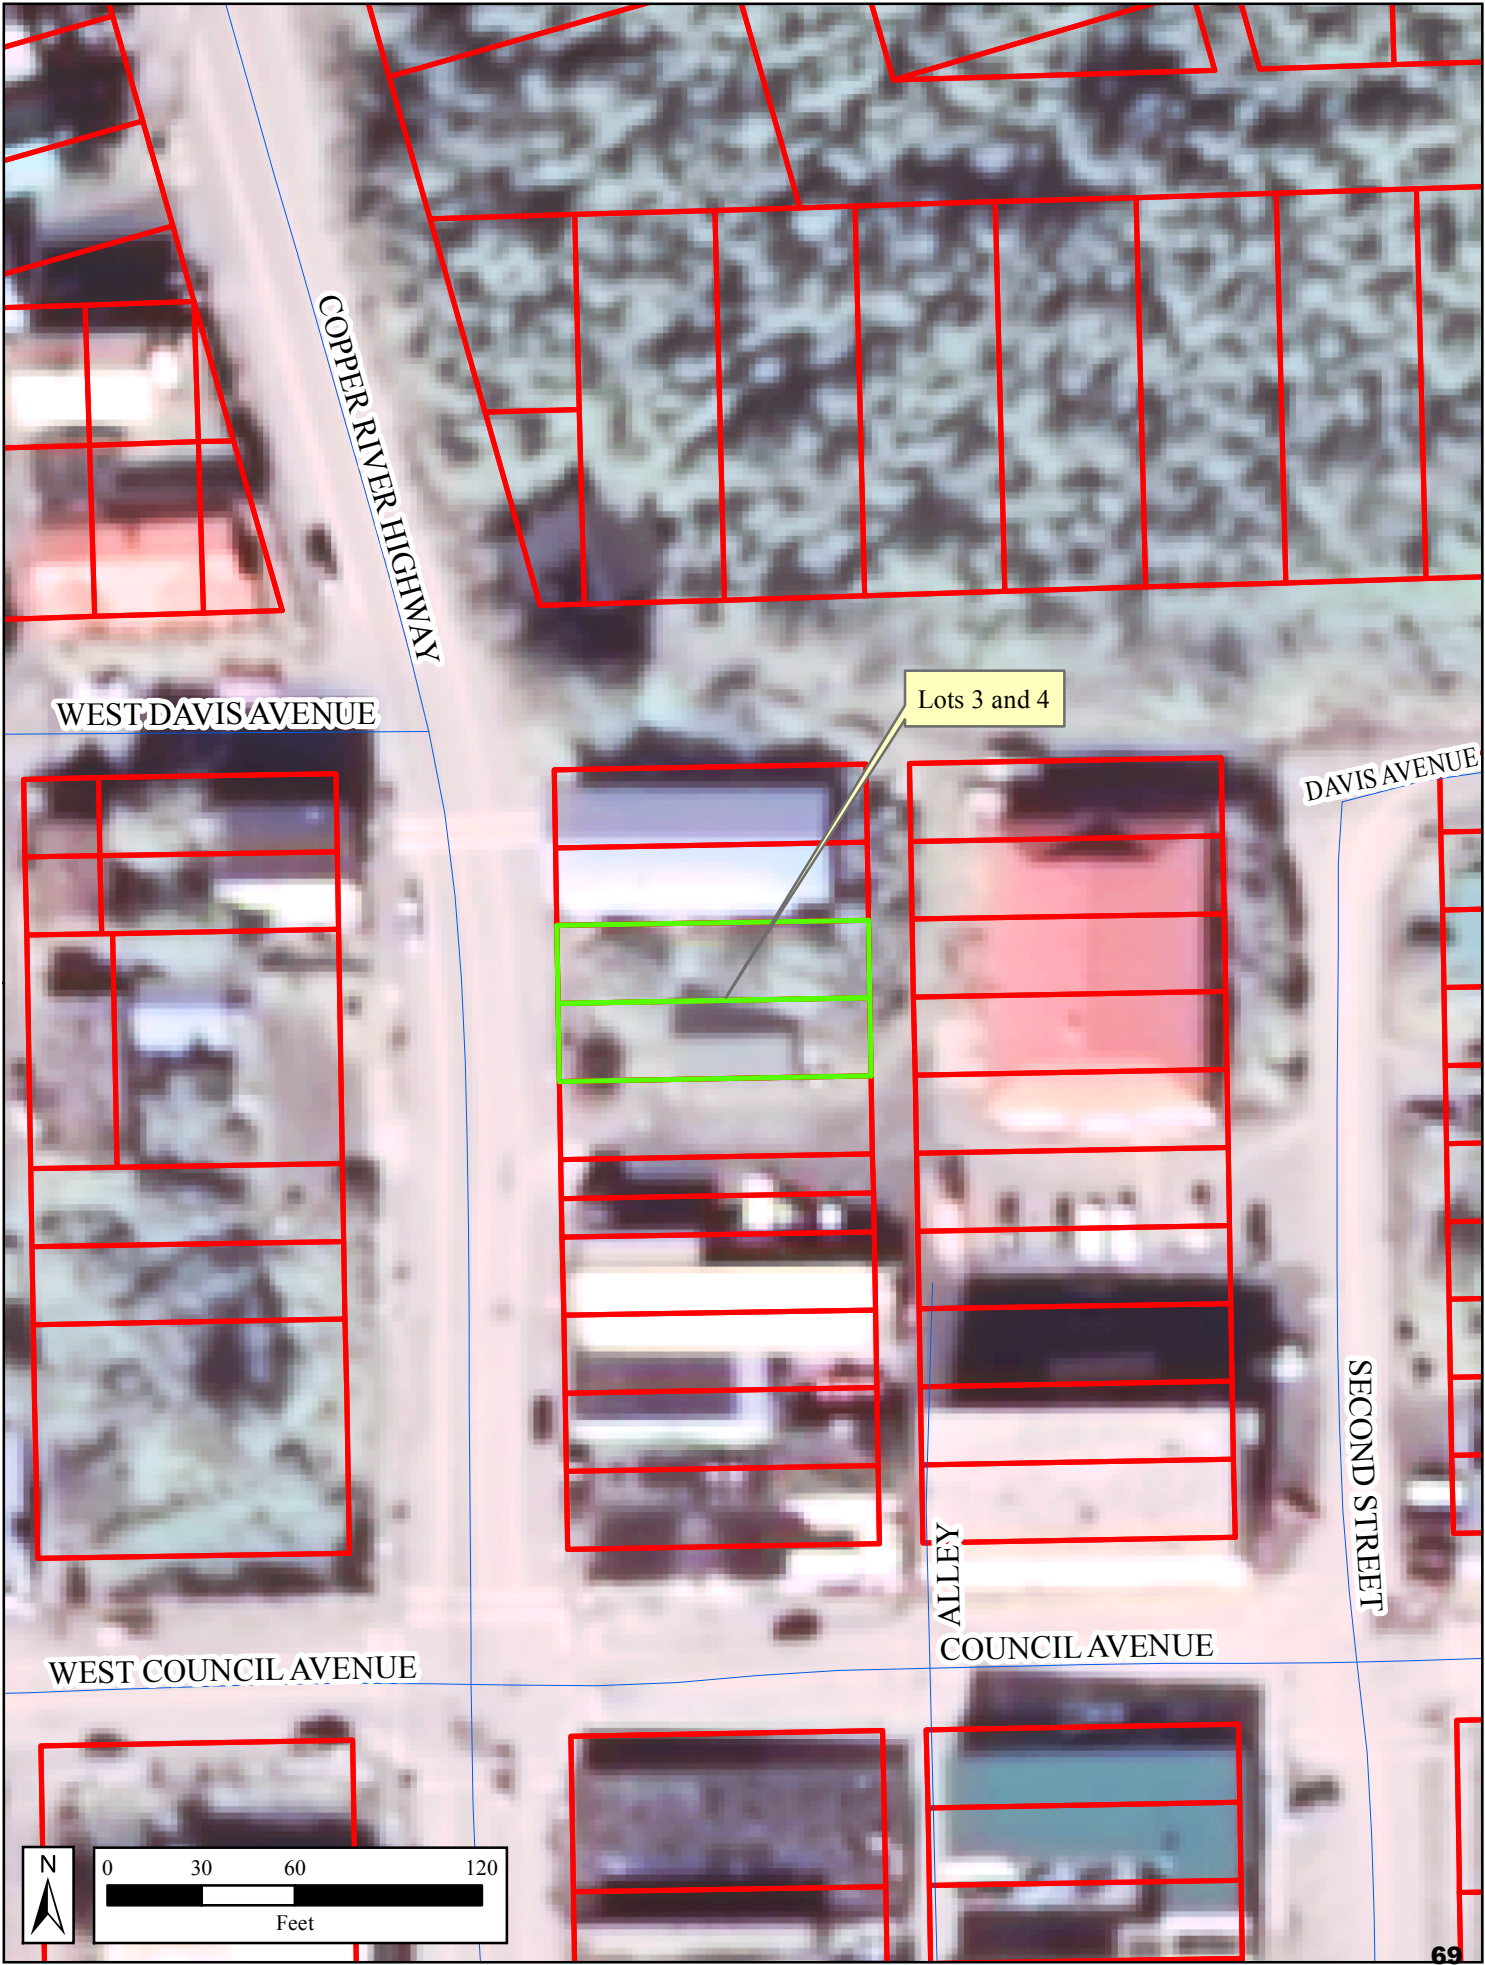 COPPER RIVER HIGHWAY
Lots 3 and 4
WEST DAVIS AVENUE
DAVIS AVENUE
SECOND STREET
ALLEY
COUNCIL AVENUE
WEST COUNCIL AVENUE
N
0 30 60 120
Feet
69